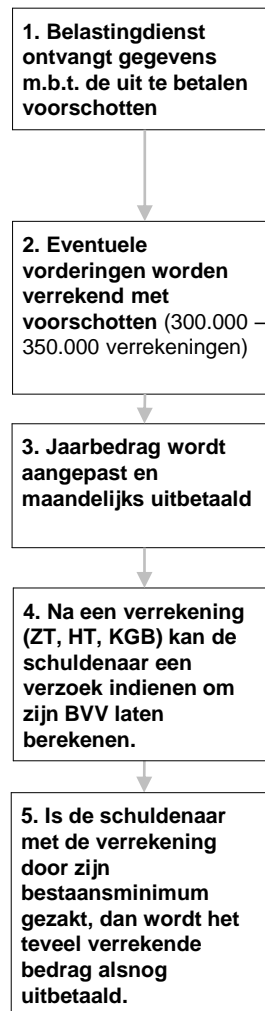 1. Belastingdienst
ontvangt gegevens
m.b.t. de uit te betalen
voorschotten
2. Eventuele
vorderingen worden
verrekend met
voorschotten (300.000 –
350.000 verrekeningen)
3. Jaarbedrag wordt
aangepast en
maandelijks uitbetaald
4. Na een verrekening
(ZT, HT, KGB) kan de
schuldenaar een
verzoek indienen om
zijn BVV laten
berekenen.
5. Is de schuldenaar
met de verrekening
door zijn
bestaansminimum
gezakt, dan wordt het
teveel verrekende
bedrag alsnog
uitbetaald.